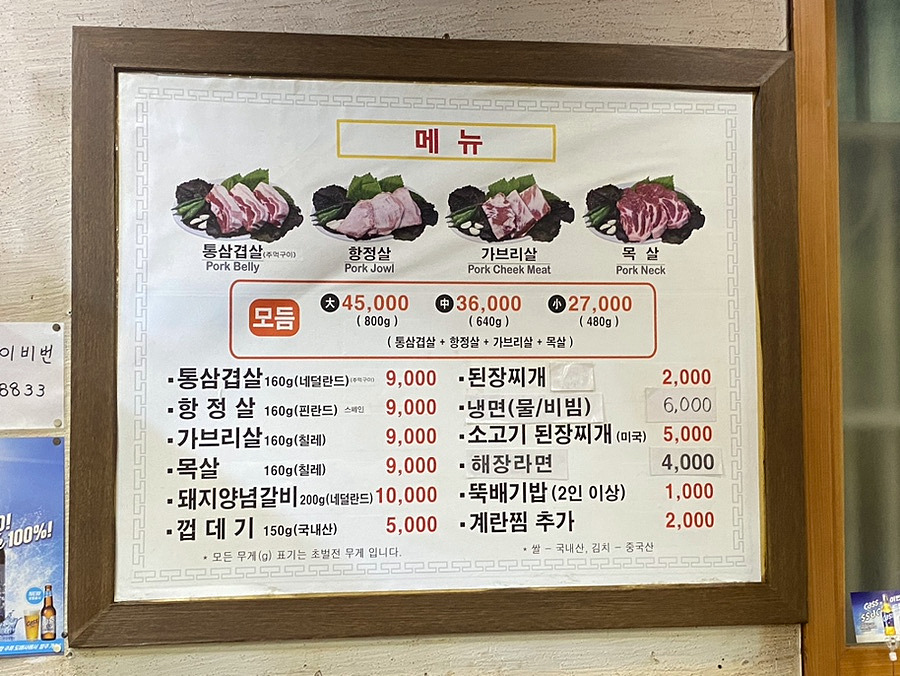 메 뉴
통삼겹살(주먹구이)
Pork Belly
항정살
Pork Jowl
가브리살
Pork Cheek Meat
목 살
Pork Neck
모듬
大 45,000
( 800g )
中 36,000
( 640g )
小 27,000
( 480g )
( 통삼겹살 + 항정살 + 가브리살 + 목살 )
통삼겹살 160g(네덜란드)(주먹구이) 9,000
항 정 살 160g(핀란드) 스페인 9,000
가브리살 160g(칠레) 9,000
목살 160g(칠레) 9,000
돼지양념갈비 200g(네덜란드) 10,000
껍 데 기 150g(국내산) 5,000
* 모든 무게(g) 표기는 초벌전 무게 입니다.
된장찌개 2,000
냉면(물/비빔) 6,000
소고기 된장찌개 (미국) 5,000
해장라면 4,000
뚝배기밥 (2인 이상) 1,000
계란찜 추가 2,000
* 쌀 - 국내산, 김치 - 중국산
이비번
8833
100%!
NEW
Cass
Cass